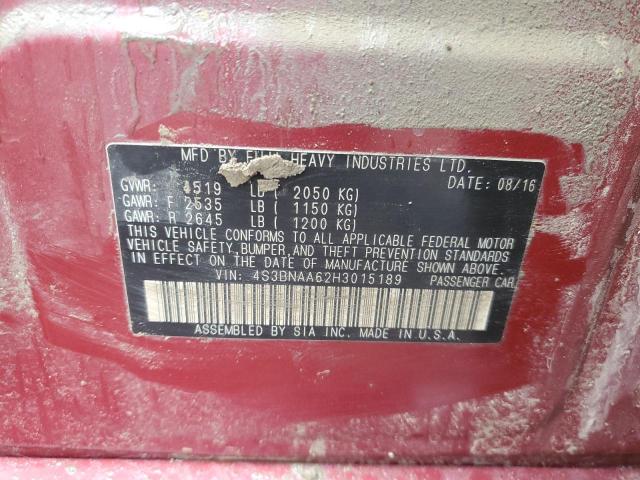 MFD BY FUJI HEAVY INDUSTRIES LTD.
DATE: 08/16
GVWR: 4519 LB ( 2050 KG)
GAWR: F 2535 LB ( 1150 KG)
GAWR: R 2645 LB ( 1200 KG)
THIS VEHICLE CONFORMS TO ALL APPLICABLE FEDERAL MOTOR
VEHICLE SAFETY, BUMPER, AND THEFT PREVENTION STANDARDS
IN EFFECT ON THE DATE OF MANUFACTURE SHOWN ABOVE.
VIN: 4S3BNAA62H3015189 PASSENGER CAR
ASSEMBLED BY SIA INC. MADE IN U.S.A.